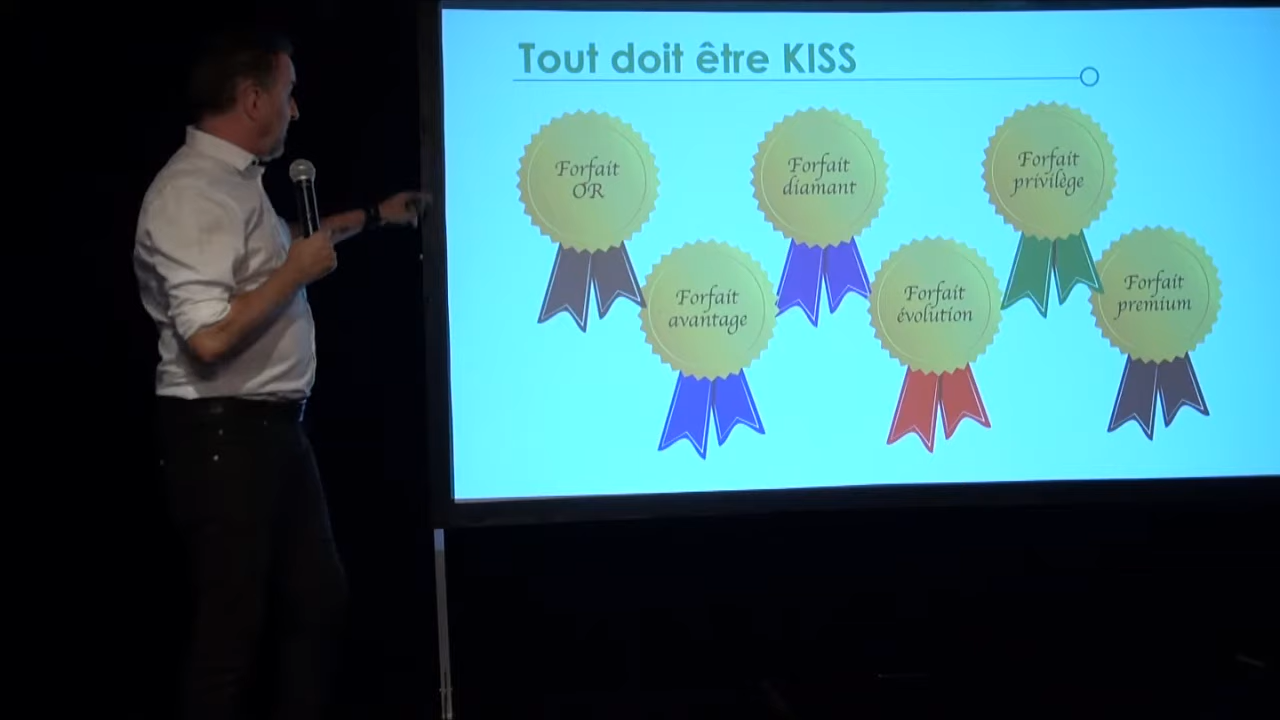 Tout doit être KISS
Forfait
OR
Forfait
diamant
Forfait
privilège
Forfait
avantage
Forfait
évolution
Forfait
premium